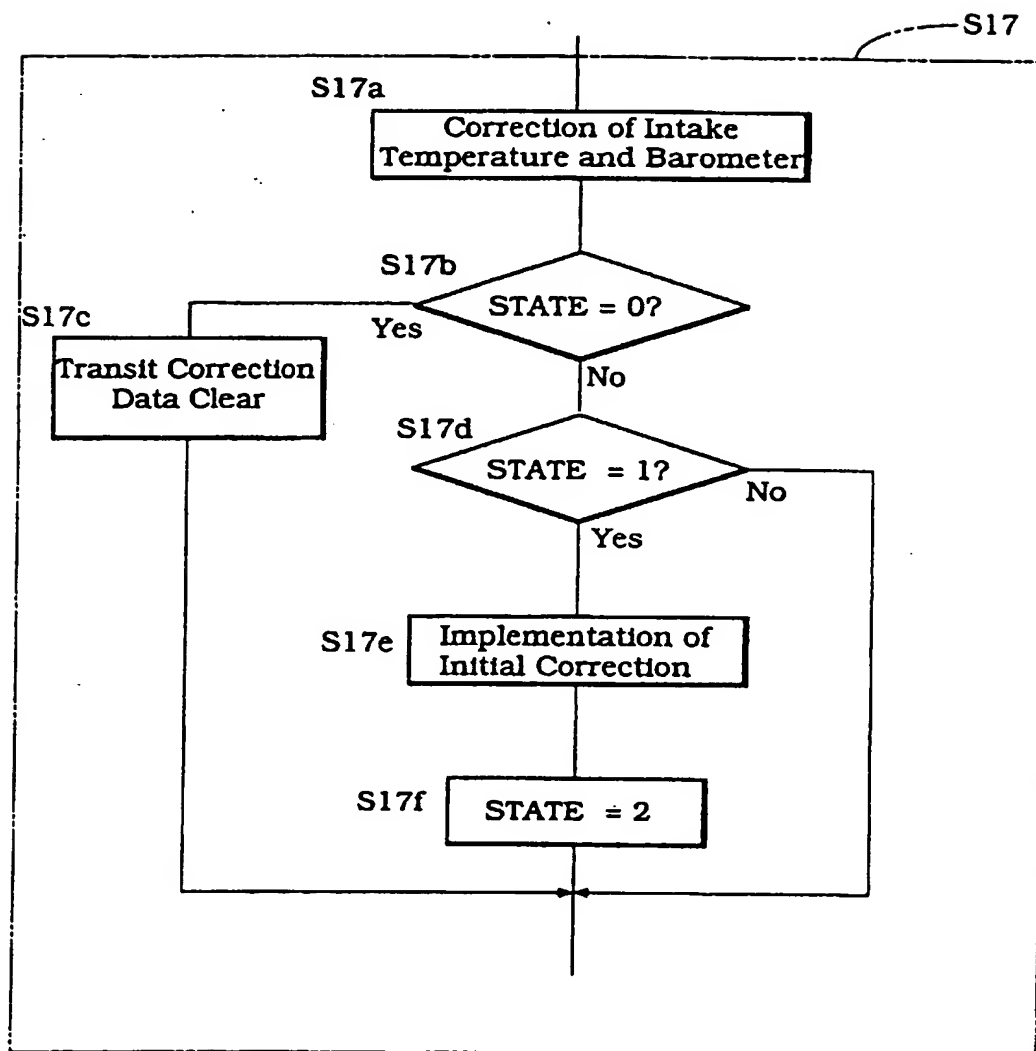 S17
S17a
Correction of Intake
Temperature and Barometer
S17b
STATE = 0?
Yes
No
S17c
Transit Correction
Data Clear
S17d
STATE = 1?
No
Yes
S17e
Implementation of
Initial Correction
S17f
STATE = 2